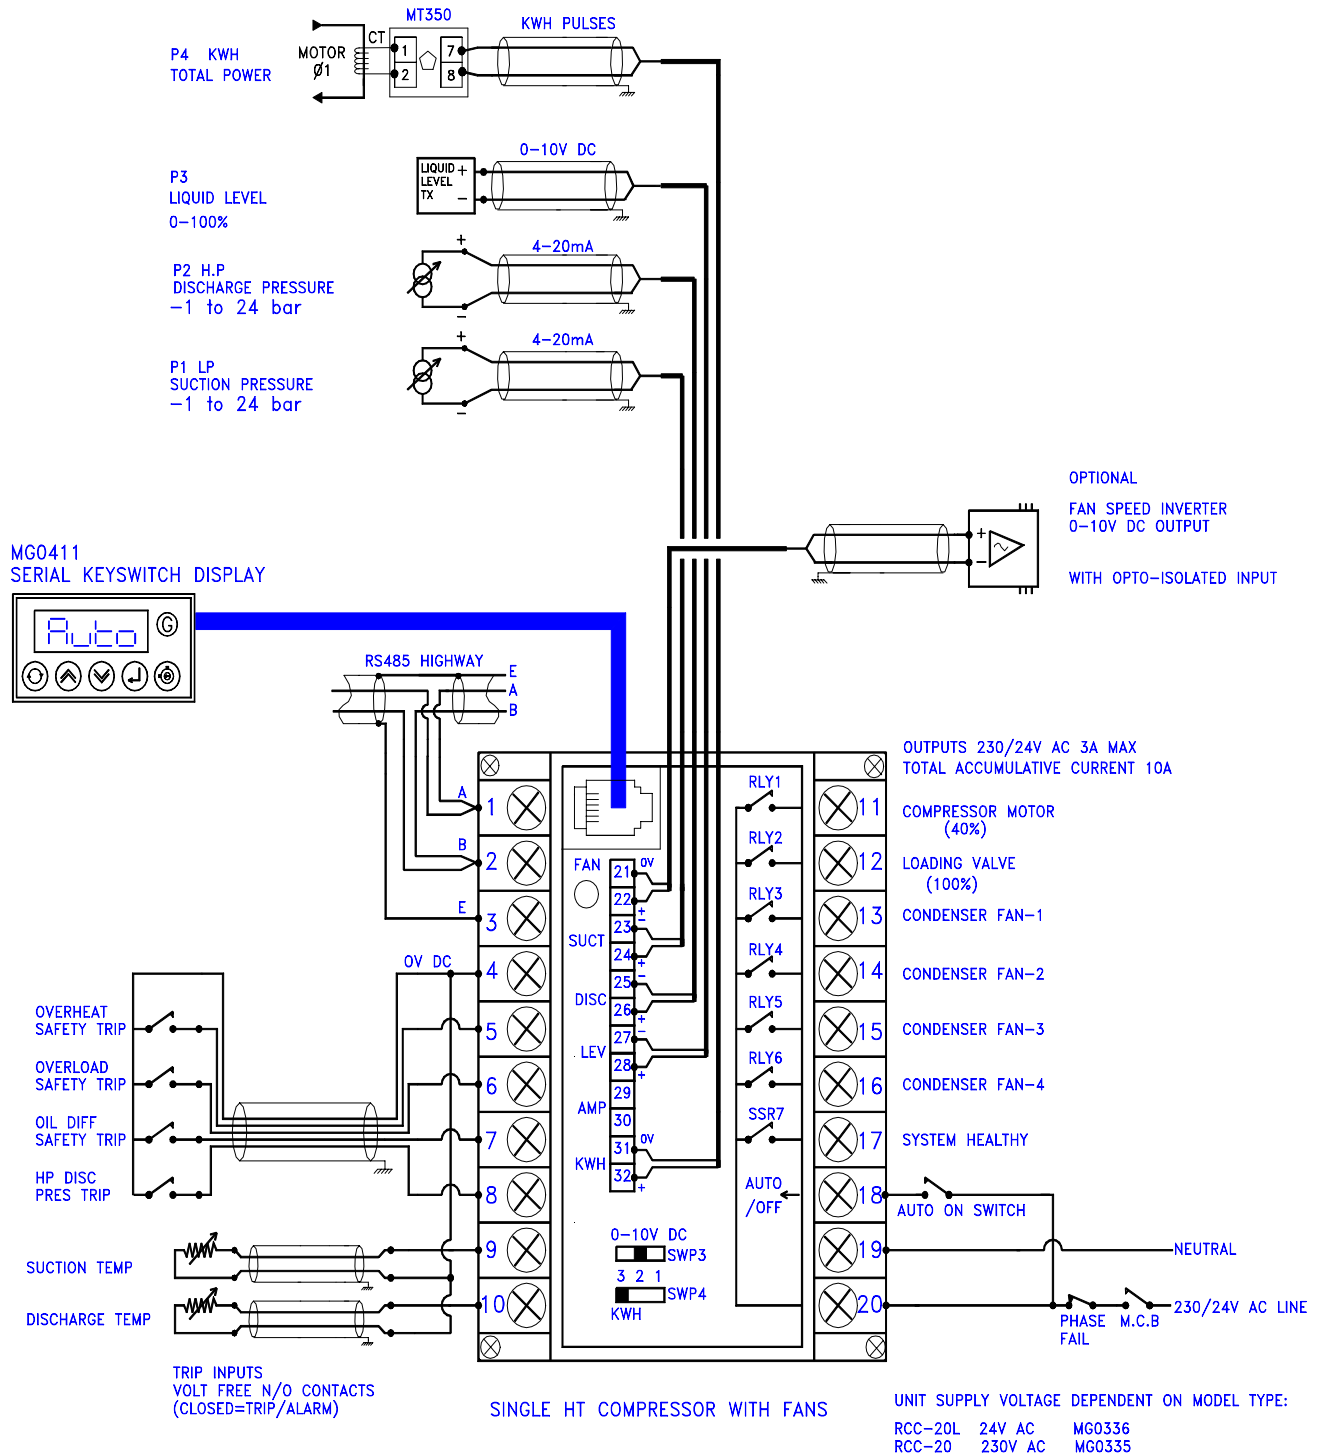 MT350
P4 KWH
TOTAL POWER
MOTOR
Ø1
CT
1
2
7
8
KWH PULSES
P3
LIQUID LEVEL
0-100%
LIQUID +
LEVEL
TX −
0-10V DC
P2 H.P
DISCHARGE PRESSURE
-1 to 24 bar
+
−
4-20mA
P1 LP
SUCTION PRESSURE
-1 to 24 bar
+
−
4-20mA
OPTIONAL
FAN SPEED INVERTER
0-10V DC OUTPUT
WITH OPTO-ISOLATED INPUT
+
−
MG0411
SERIAL KEYSWITCH DISPLAY
Auto
G
RS485 HIGHWAY
E
A
B
OUTPUTS 230/24V AC 3A MAX
TOTAL ACCUMULATIVE CURRENT 10A
A
1
B
2
E
3
0V DC
4
5
6
7
8
9
10
OVERHEAT
SAFETY TRIP
OVERLOAD
SAFETY TRIP
OIL DIFF
SAFETY TRIP
HP DISC
PRES TRIP
SUCTION TEMP
DISCHARGE TEMP
TRIP INPUTS
VOLT FREE N/O CONTACTS
(CLOSED=TRIP/ALARM)
FAN
21 0V
22
+
−
SUCT
23
24
+
−
DISC
25
26
+
−
LEV
27
28
+
AMP
29
30
KWH
31 0V
32
+
0-10V DC
SWP3
3 2 1
SWP4
KWH
RLY1
RLY2
RLY3
RLY4
RLY5
RLY6
SSR7
AUTO
/OFF
11 COMPRESSOR MOTOR
(40%)
12 LOADING VALVE
(100%)
13 CONDENSER FAN-1
14 CONDENSER FAN-2
15 CONDENSER FAN-3
16 CONDENSER FAN-4
17 SYSTEM HEALTHY
18
AUTO ON SWITCH
19 NEUTRAL
20 230/24V AC LINE
PHASE
FAIL
M.C.B
SINGLE HT COMPRESSOR WITH FANS
UNIT SUPPLY VOLTAGE DEPENDENT ON MODEL TYPE:
RCC-20L 24V AC MG0336
RCC-20 230V AC MG0335